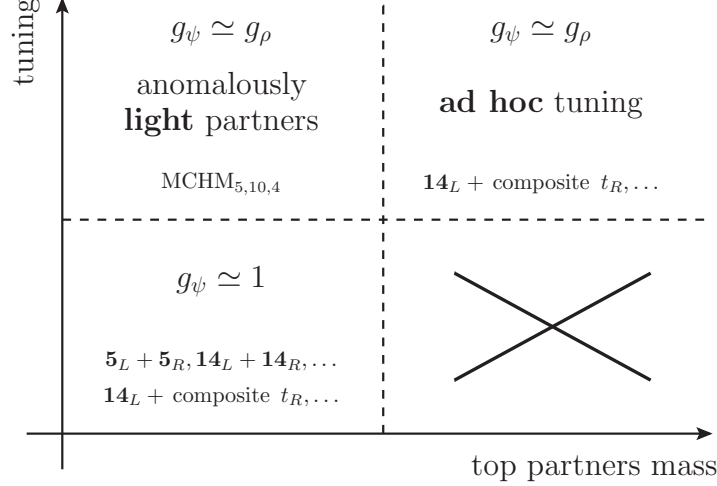 tuning
g_ψ ≃ g_ρ
anomalously
light partners
MCHM_{5,10,4}
g_ψ ≃ g_ρ
ad hoc tuning
14_L + composite t_R, …
g_ψ ≃ 1
5_L + 5_R, 14_L + 14_R, …
14_L + composite t_R, …
top partners mass